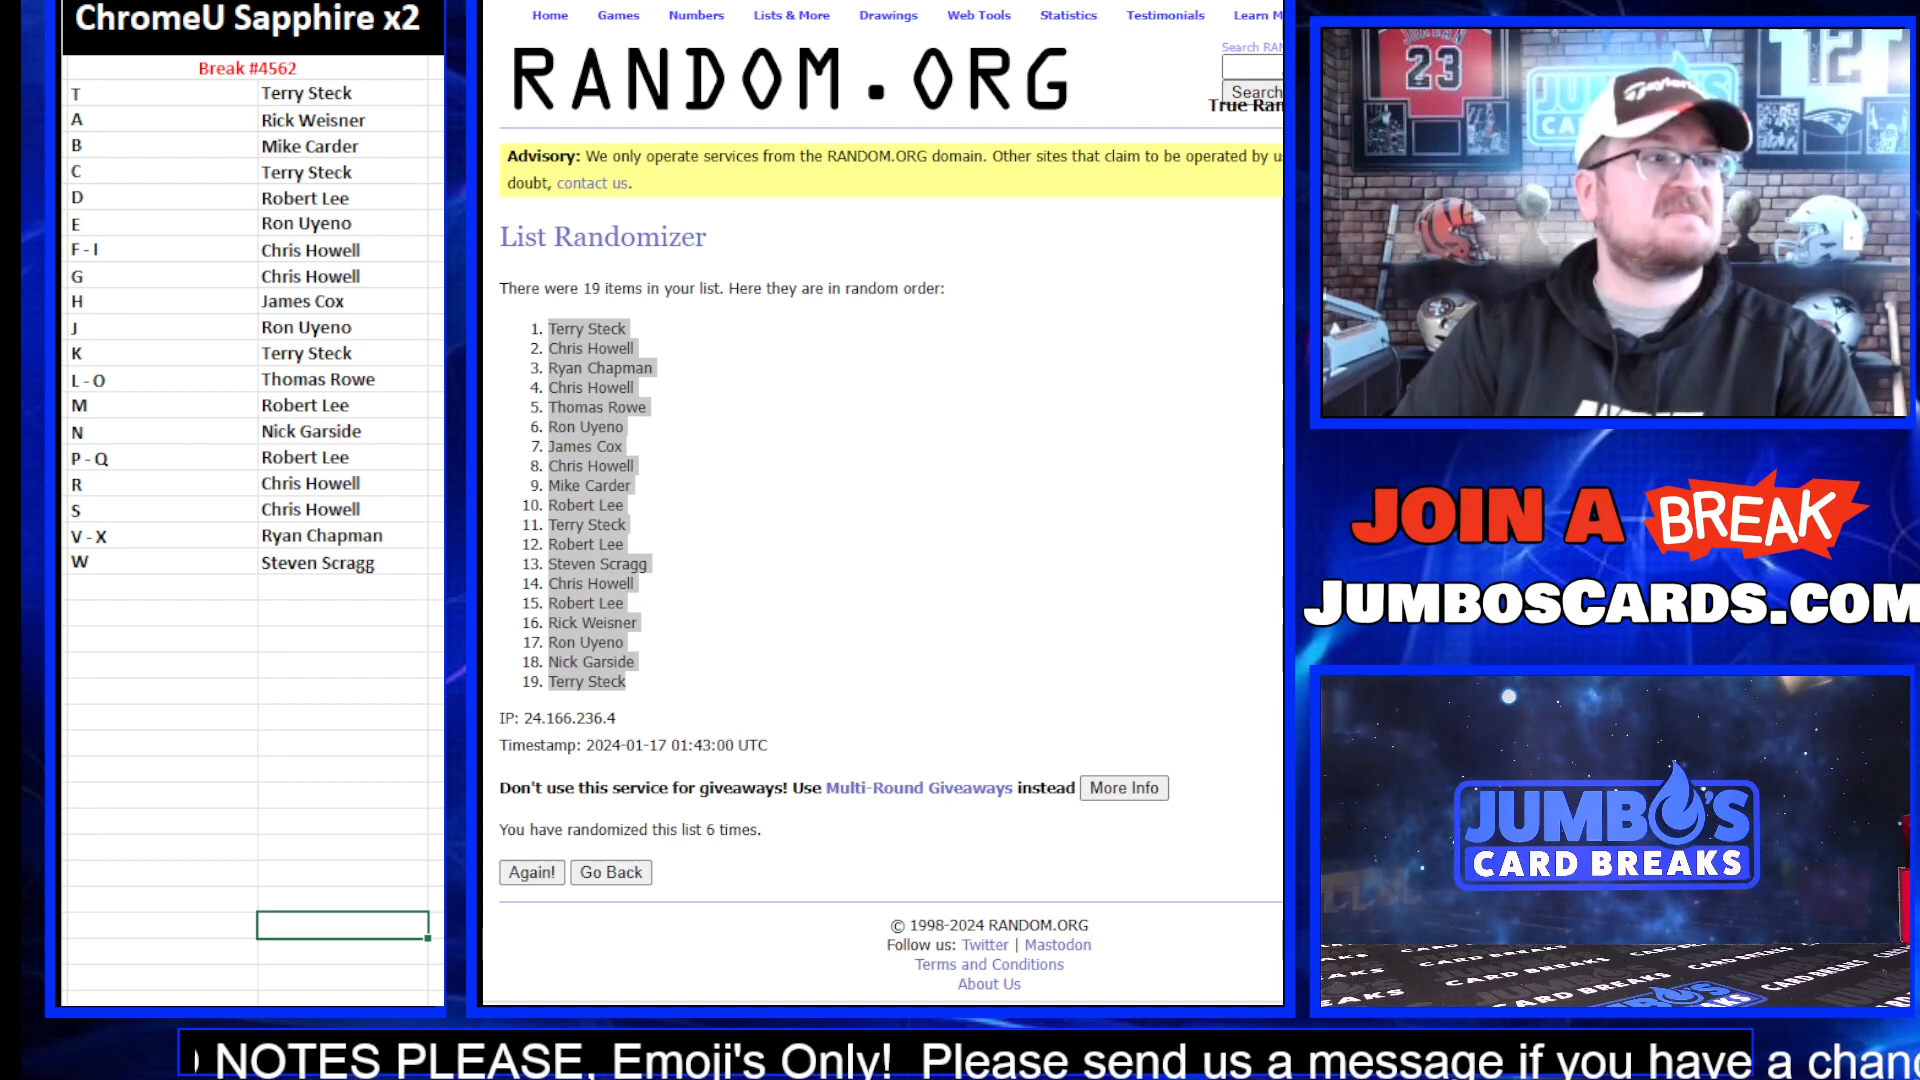 ChromeU Sapphire x2
Break #4562
T Terry Steck
A Rick Weisner
B Mike Carder
C Terry Steck
D Robert Lee
E Ron Uyeno
F - I Chris Howell
G Chris Howell
H James Cox
J Ron Uyeno
K Terry Steck
L - O Thomas Rowe
M Robert Lee
N Nick Garside
P - Q Robert Lee
R Chris Howell
S Chris Howell
V - X Ryan Chapman
W Steven Scragg
Home Games Numbers Lists & More Drawings Web Tools Statistics Testimonials Learn M
Search RAN
RANDOM.ORG
Search
True Ran
Advisory: We only operate services from the RANDOM.ORG domain. Other sites that claim to be operated by us
doubt, contact us.
List Randomizer
There were 19 items in your list. Here they are in random order:
1. Terry Steck
2. Chris Howell
3. Ryan Chapman
4. Chris Howell
5. Thomas Rowe
6. Ron Uyeno
7. James Cox
8. Chris Howell
9. Mike Carder
10. Robert Lee
11. Terry Steck
12. Robert Lee
13. Steven Scragg
14. Chris Howell
15. Robert Lee
16. Rick Weisner
17. Ron Uyeno
18. Nick Garside
19. Terry Steck
IP: 24.166.236.4
Timestamp: 2024-01-17 01:43:00 UTC
Don't use this service for giveaways! Use Multi-Round Giveaways instead More Info
You have randomized this list 6 times.
Again! Go Back
© 1998-2024 RANDOM.ORG
Follow us: Twitter | Mastodon
Terms and Conditions
About Us
JORDAN
23
12
JOIN A BREAK
JUMBOSCARDS.COM
JUMBO'S
CARD BREAKS
NOTES PLEASE, Emoji's Only! Please send us a message if you have a chanc